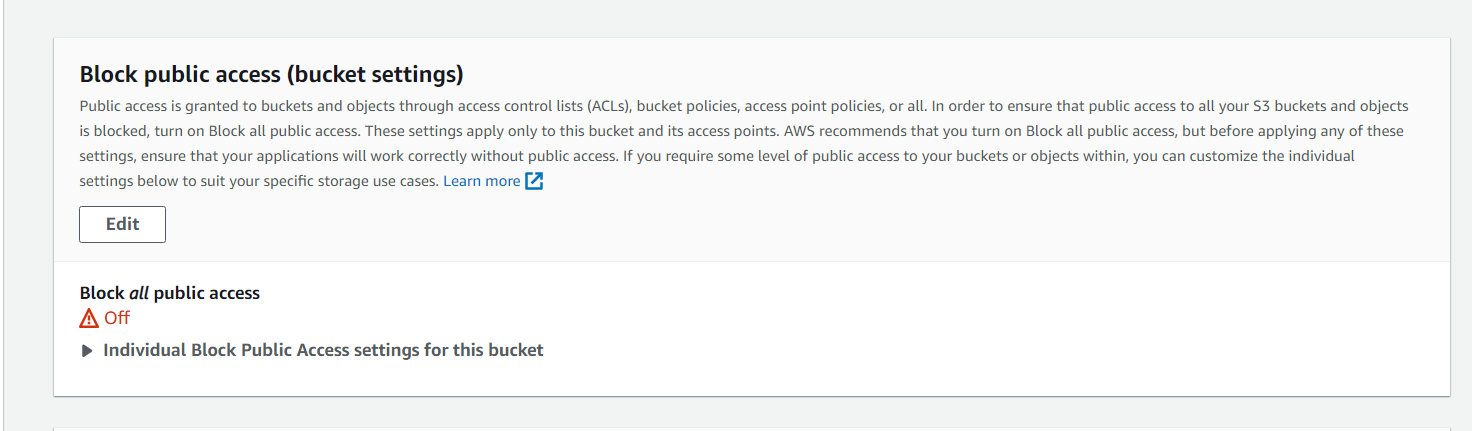 Block public access (bucket settings)
Public access is granted to buckets and objects through access control lists (ACLs), bucket policies, access point policies, or all. In order to ensure that public access to all your S3 buckets and objects
is blocked, turn on Block all public access. These settings apply only to this bucket and its access points. AWS recommends that you turn on Block all public access, but before applying any of these
settings, ensure that your applications will work correctly without public access. If you require some level of public access to your buckets or objects within, you can customize the individual
settings below to suit your specific storage use cases. Learn more
Edit
Block all public access
Off
Individual Block Public Access settings for this bucket